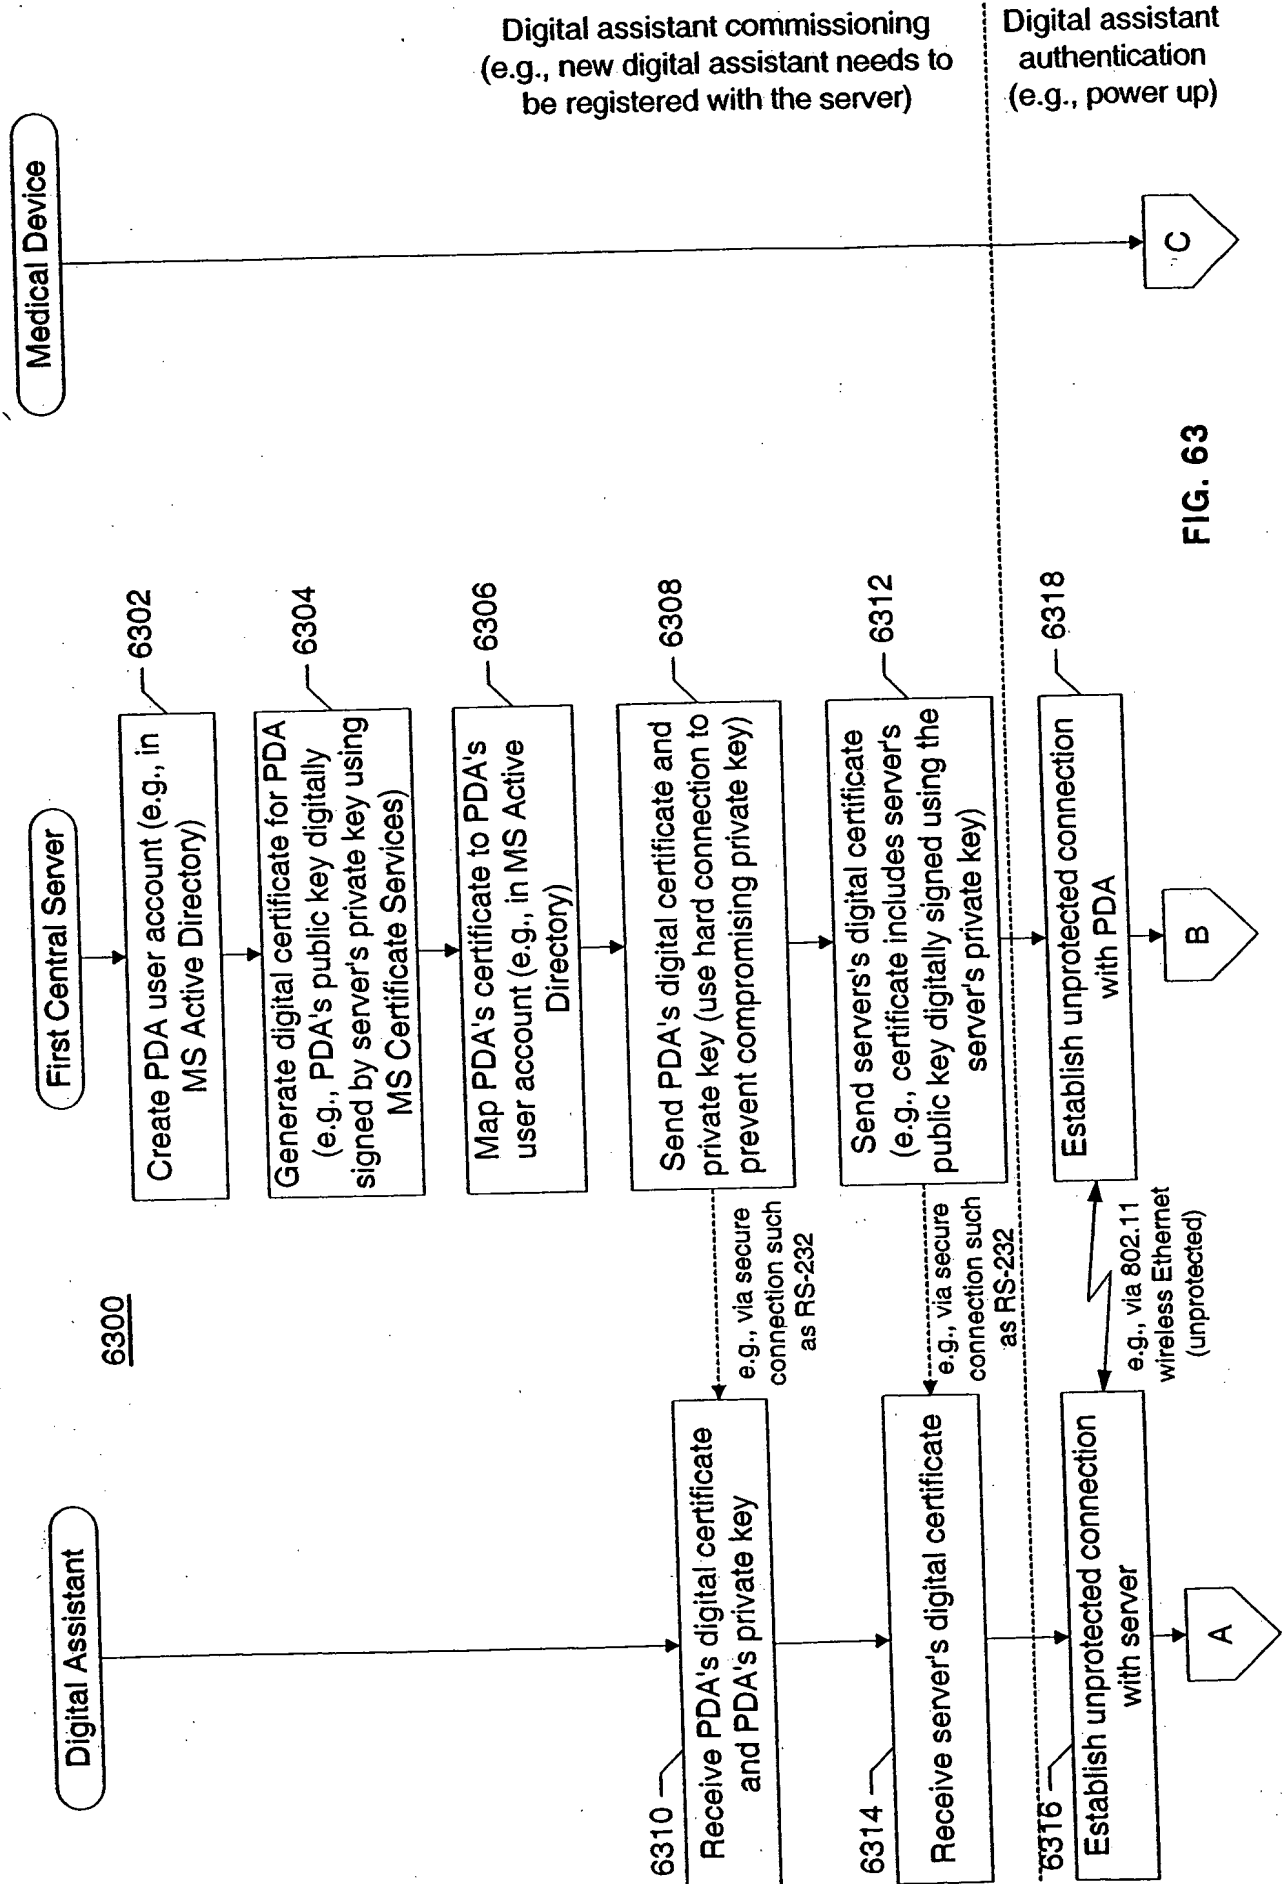 Digital assistant commissioning
(e.g., new digital assistant needs to
be registered with the server)
Digital assistant
authentication
(e.g., power up)
Medical Device
C
First Central Server
6302
Create PDA user account (e.g., in
MS Active Directory)
6304
Generate digital certificate for PDA
(e.g., PDA's public key digitally
signed by server's private key using
MS Certificate Services)
6306
Map PDA's certificate to PDA's
user account (e.g., in MS Active
Directory)
6308
Send PDA's digital certificate and
private key (use hard connection to
prevent compromising private key)
6312
Send servers's digital certificate
(e.g., certificate includes server's
public key digitally signed using the
server's private key)
6318
Establish unprotected connection
with PDA
B
6300
e.g., via secure
connection such
as RS-232
e.g., via secure
connection such
as RS-232
e.g., via 802.11
wireless Ethernet
(unprotected)
Digital Assistant
6310
Receive PDA's digital certificate
and PDA's private key
6314
Receive server's digital certificate
6316
Establish unprotected connection
with server
A
FIG. 63